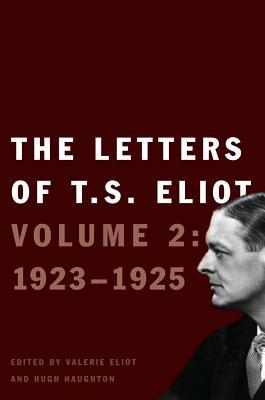 THE LETTERS
OF T.S. ELIOT
VOLUME 2:
1923–1925
EDITED BY VALERIE ELIOT
AND HUGH HAUGHTON